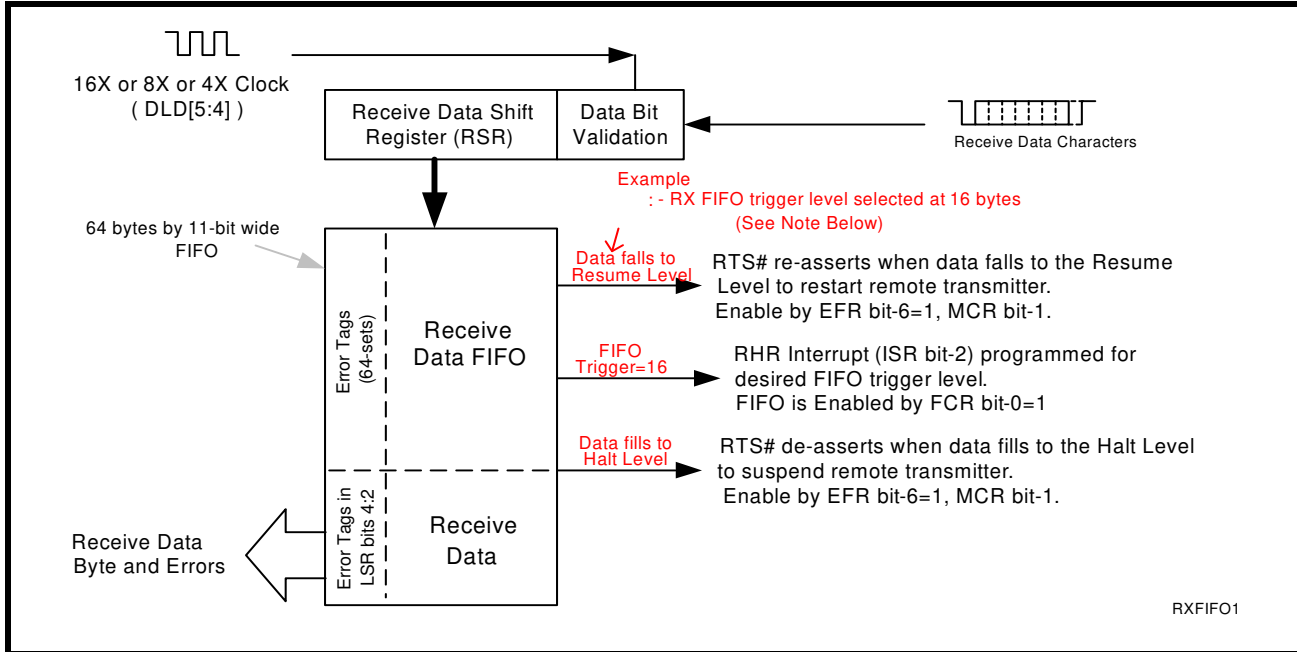 16X or 8X or 4X Clock
( DLD[5:4] )
Receive Data Shift
Register (RSR)
Data Bit
Validation
Receive Data Characters
Example
: - RX FIFO trigger level selected at 16 bytes
(See Note Below)
64 bytes by 11-bit wide
FIFO
Data falls to
Resume Level
RTS# re-asserts when data falls to the Resume
Level to restart remote transmitter.
Enable by EFR bit-6=1, MCR bit-1.
Error Tags
(64-sets)
Receive
Data FIFO
FIFO
Trigger=16
RHR Interrupt (ISR bit-2) programmed for
desired FIFO trigger level.
FIFO is Enabled by FCR bit-0=1
Data fills to
Halt Level
RTS# de-asserts when data fills to the Halt Level
to suspend remote transmitter.
Enable by EFR bit-6=1, MCR bit-1.
Receive Data
Byte and Errors
Error Tags in
LSR bits 4:2
Receive
Data
RXFIFO1